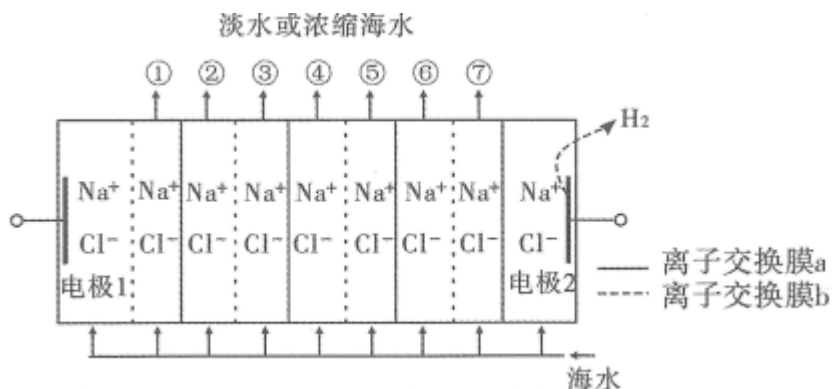 淡水或浓缩海水
① ② ③ ④ ⑤ ⑥ ⑦
H₂
Na⁺ Na⁺ Na⁺ Na⁺ Na⁺ Na⁺ Na⁺ Na⁺ Na⁺
Cl⁻ Cl⁻ Cl⁻ Cl⁻ Cl⁻ Cl⁻ Cl⁻ Cl⁻ Cl⁻
电极1 电极2
离子交换膜a
离子交换膜b
海水